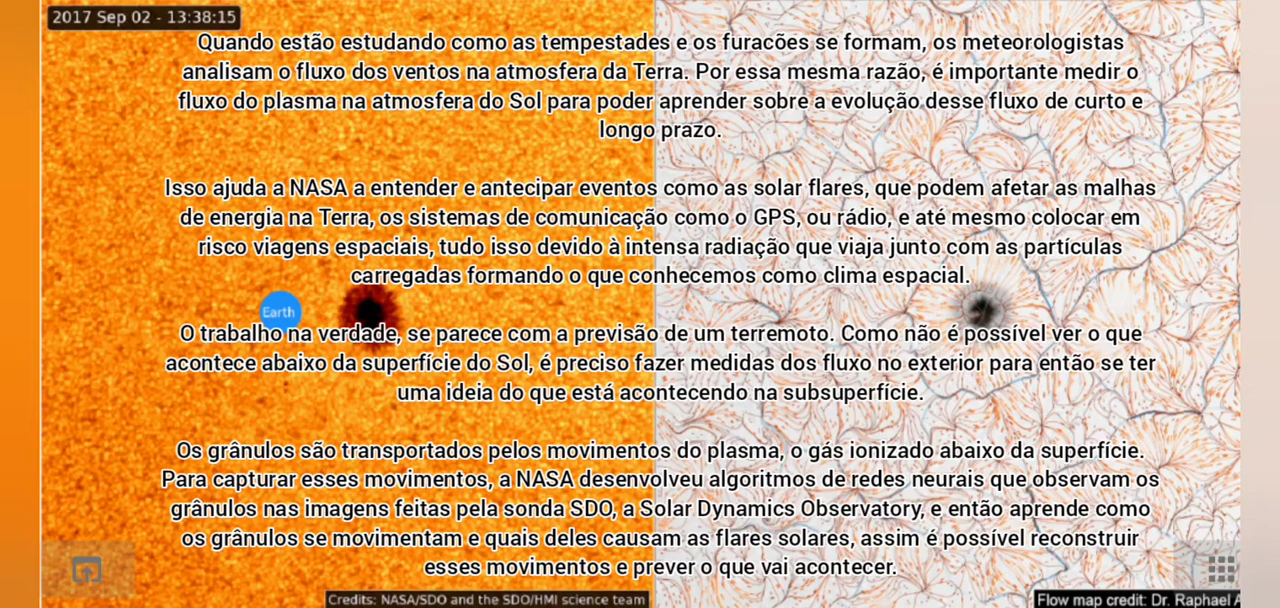 2017 Sep 02 - 13:38:15
Quando estão estudando como as tempestades e os furacões se formam, os meteorologistas
analisam o fluxo dos ventos na atmosfera da Terra. Por essa mesma razão, é importante medir o
fluxo do plasma na atmosfera do Sol para poder aprender sobre a evolução desse fluxo de curto e
longo prazo.
Isso ajuda a NASA a entender e antecipar eventos como as solar flares, que podem afetar as malhas
de energia na Terra, os sistemas de comunicação como o GPS, ou rádio, e até mesmo colocar em
risco viagens espaciais, tudo isso devido à intensa radiação que viaja junto com as partículas
carregadas formando o que conhecemos como clima espacial.
Earth
O trabalho na verdade, se parece com a previsão de um terremoto. Como não é possível ver o que
acontece abaixo da superfície do Sol, é preciso fazer medidas dos fluxo no exterior para então se ter
uma ideia do que está acontecendo na subsuperfície.
Os grânulos são transportados pelos movimentos do plasma, o gás ionizado abaixo da superfície.
Para capturar esses movimentos, a NASA desenvolveu algoritmos de redes neurais que observam os
grânulos nas imagens feitas pela sonda SDO, a Solar Dynamics Observatory, e então aprende como
os grânulos se movimentam e quais deles causam as flares solares, assim é possível reconstruir
esses movimentos e prever o que vai acontecer.
Credits: NASA/SDO and the SDO/HMI science team
Flow map credit: Dr. Raphael A